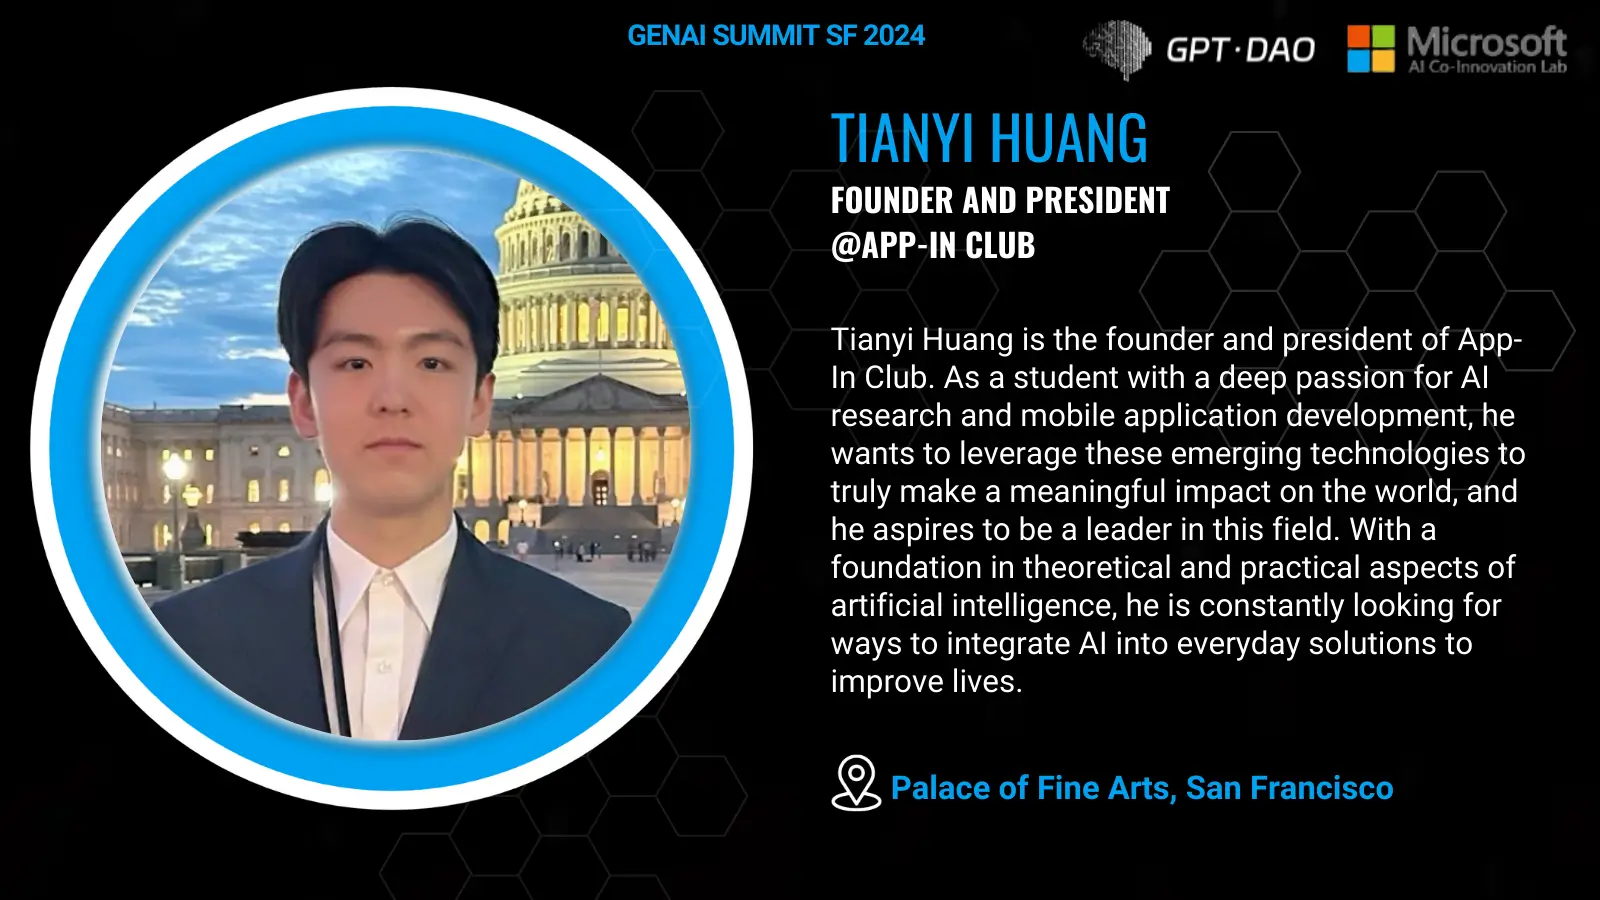 GENAI SUMMIT SF 2024
GPT·DAO
Microsoft
AI Co-Innovation Lab
TIANYI HUANG
FOUNDER AND PRESIDENT
@APP-IN CLUB
Tianyi Huang is the founder and president of App-
In Club. As a student with a deep passion for AI
research and mobile application development, he
wants to leverage these emerging technologies to
truly make a meaningful impact on the world, and
he aspires to be a leader in this field. With a
foundation in theoretical and practical aspects of
artificial intelligence, he is constantly looking for
ways to integrate AI into everyday solutions to
improve lives.
Palace of Fine Arts, San Francisco